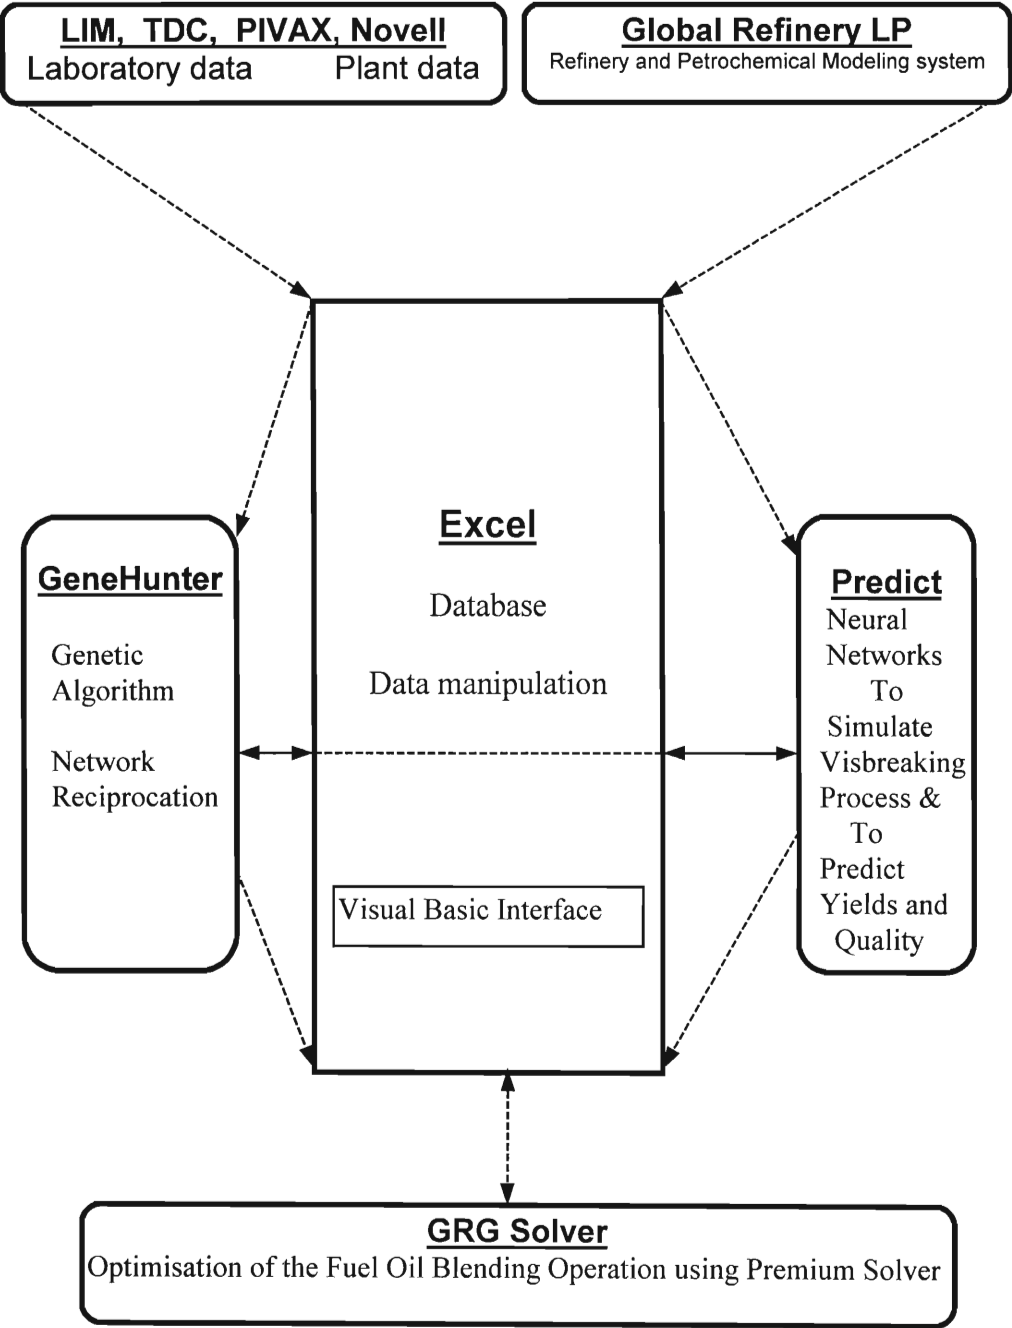 LIM, TDC, PIVAX, Novell
Laboratory data Plant data
Global Refinery LP
Refinery and Petrochemical Modeling system
Excel
Database
Data manipulation
Visual Basic Interface
GeneHunter
Genetic
Algorithm
Network
Reciprocation
Predict
Neural
Networks
To
Simulate
Visbreaking
Process &
To
Predict
Yields and
Quality
GRG Solver
Optimisation of the Fuel Oil Blending Operation using Premium Solver